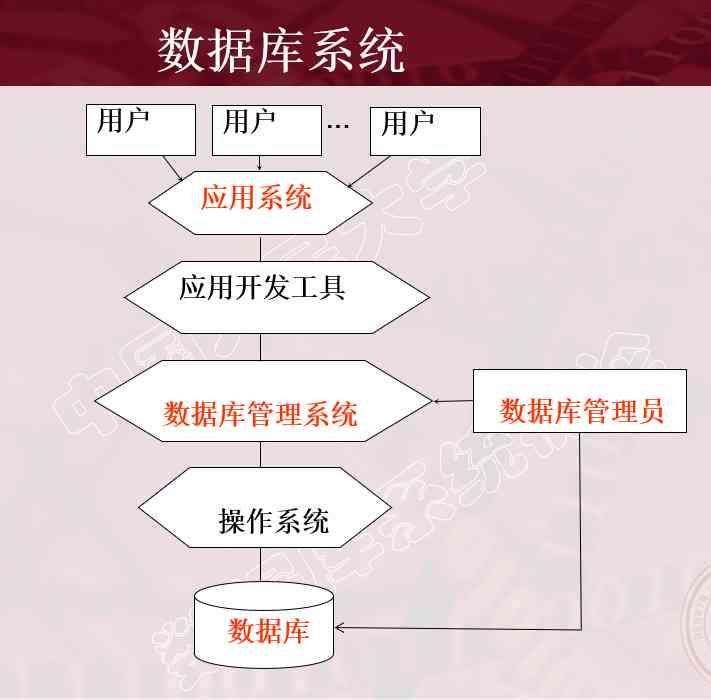 数据库系统
用户 用户 … 用户
应用系统
应用开发工具
数据库管理系统 数据库管理员
操作系统
数据库